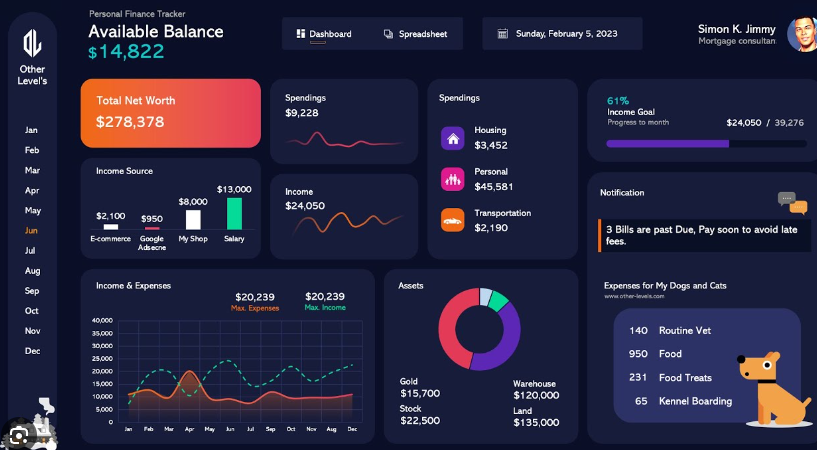 Personal Finance Tracker
Available Balance
$14,822
Dashboard
Spreadsheet
Sunday, February 5, 2023
Simon K. Jimmy
Mortgage consultan
Other
Level's
Jan
Feb
Mar
Apr
May
Jun
Jul
Aug
Sep
Oct
Nov
Dec
Total Net Worth
$278,378
Spendings
$9,228
Spendings
Housing
$3,452
Personal
$45,581
Transportation
$2,190
61%
Income Goal
Progress to month
$24,050 / 39,276
Income Source
$2,100
$950
$8,000
$13,000
E-commerce
Google
Adsecne
My Shop
Salary
Income
$24,050
Notification
3 Bills are past Due, Pay soon to avoid late
fees.
Income & Expenses
$20,239
Max. Expenses
$20,239
Max. Income
40,000
35,000
30,000
25,000
20,000
15,000
10,000
5,000
0
Jan Feb Mar Apr May Jun Jul Aug Sep Oct Nov Dec
Assets
Gold
$15,700
Stock
$22,500
Warehouse
$120,000
Land
$135,000
Expenses for My Dogs and Cats
www.other-levels.com
140 Routine Vet
950 Food
231 Food Treats
65 Kennel Boarding